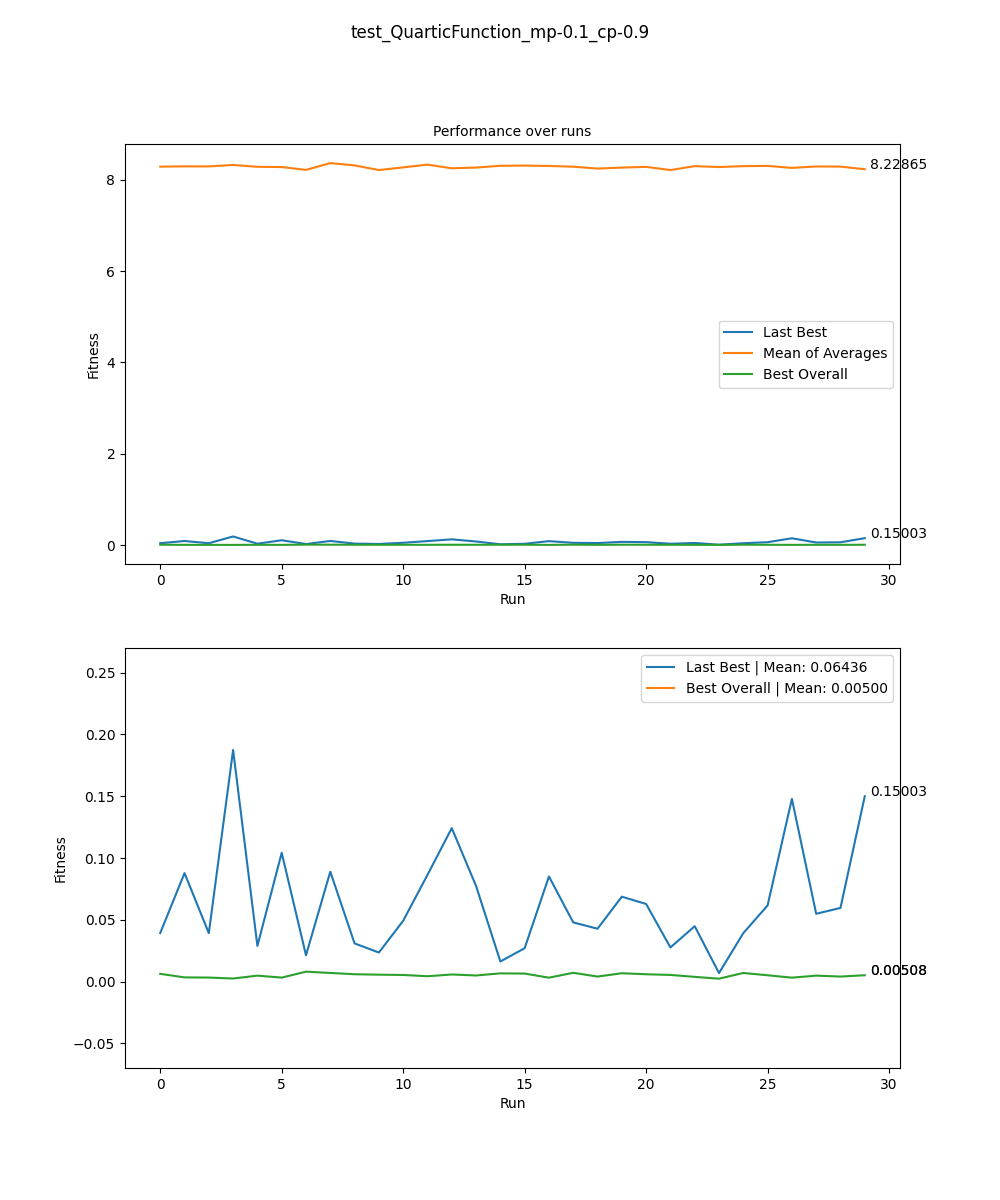 test_QuarticFunction_mp-0.1_cp-0.9
Performance over runs
8
6
4
2
0
Fitness
8.22865
0.15003
Last Best
Mean of Averages
Best Overall
0
5
10
15
20
25
30
Run
0.25
0.20
0.15
0.10
0.05
0.00
−0.05
Fitness
Last Best | Mean: 0.06436
Best Overall | Mean: 0.00500
0.15003
0.00508
0
5
10
15
20
25
30
Run